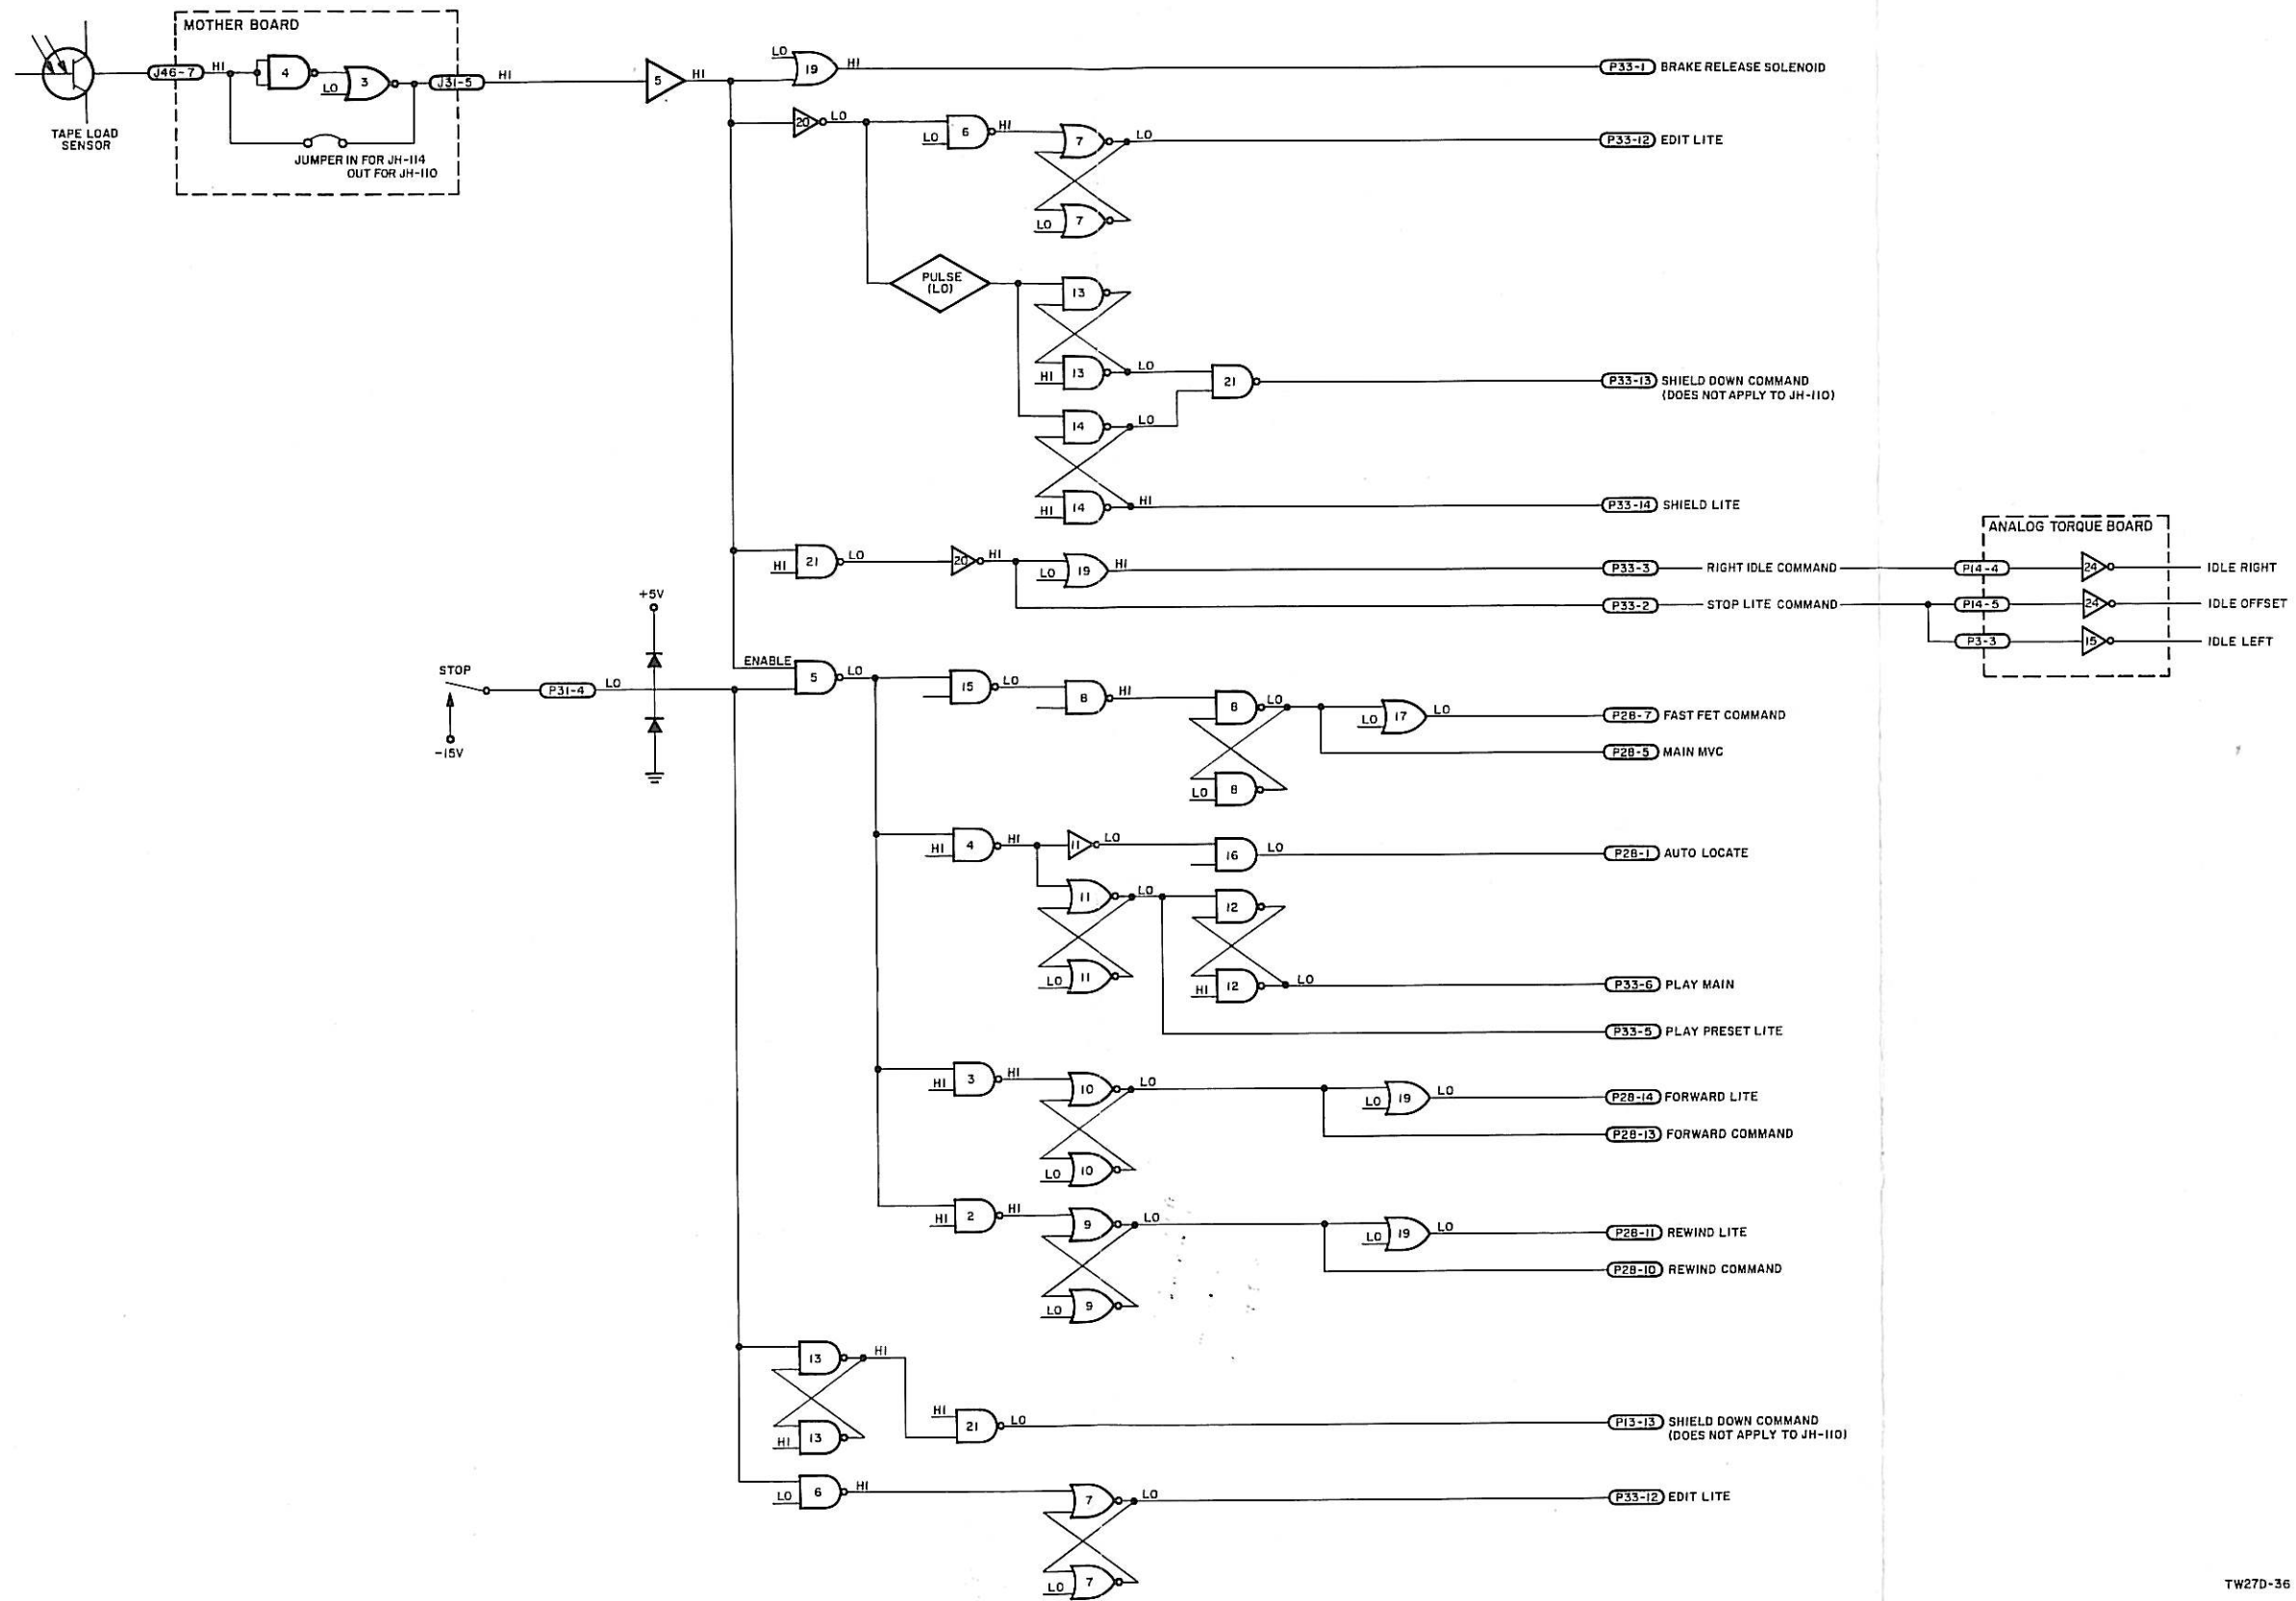 MOTHER BOARD
J46-7 HI 4 LO 3 J31-5 HI 5 HI
TAPE LOAD
SENSOR
JUMPER IN FOR JH-114
OUT FOR JH-110
LO 19 HI P33-1 BRAKE RELEASE SOLENOID
20 LO LO 6 HI 7 LO P33-12 EDIT LITE
LO 7
PULSE
(LO)
13
HI 13 LO 21 P33-13 SHIELD DOWN COMMAND
(DOES NOT APPLY TO JH-110)
14 LO
HI 14 HI P33-14 SHIELD LITE
ANALOG TORQUE BOARD
HI 21 LO 20 HI LO 19 HI P33-3 RIGHT IDLE COMMAND P14-4 24 IDLE RIGHT
P33-2 STOP LITE COMMAND P14-5 24 IDLE OFFSET
P3-3 15 IDLE LEFT
+5V
STOP
-15V
P31-4 LO
ENABLE 5 LO 15 LO 8 HI 8 LO LO 17 LO P28-7 FAST FET COMMAND
P28-5 MAIN MVC
LO 8
HI 4 HI 11 LO 16 LO P28-1 AUTO LOCATE
11 LO 12
LO 11 HI 12 LO P33-6 PLAY MAIN
P33-5 PLAY PRESET LITE
HI 3 HI 10 LO LO 19 LO P28-14 FORWARD LITE
P28-13 FORWARD COMMAND
LO 10
HI 2 HI 9 LO LO 19 LO P28-11 REWIND LITE
P28-10 REWIND COMMAND
LO 9
13 HI
HI 13 HI 21 LO P13-13 SHIELD DOWN COMMAND
(DOES NOT APPLY TO JH-110)
LO 6 HI 7 LO P33-12 EDIT LITE
LO 7
TW27D-36